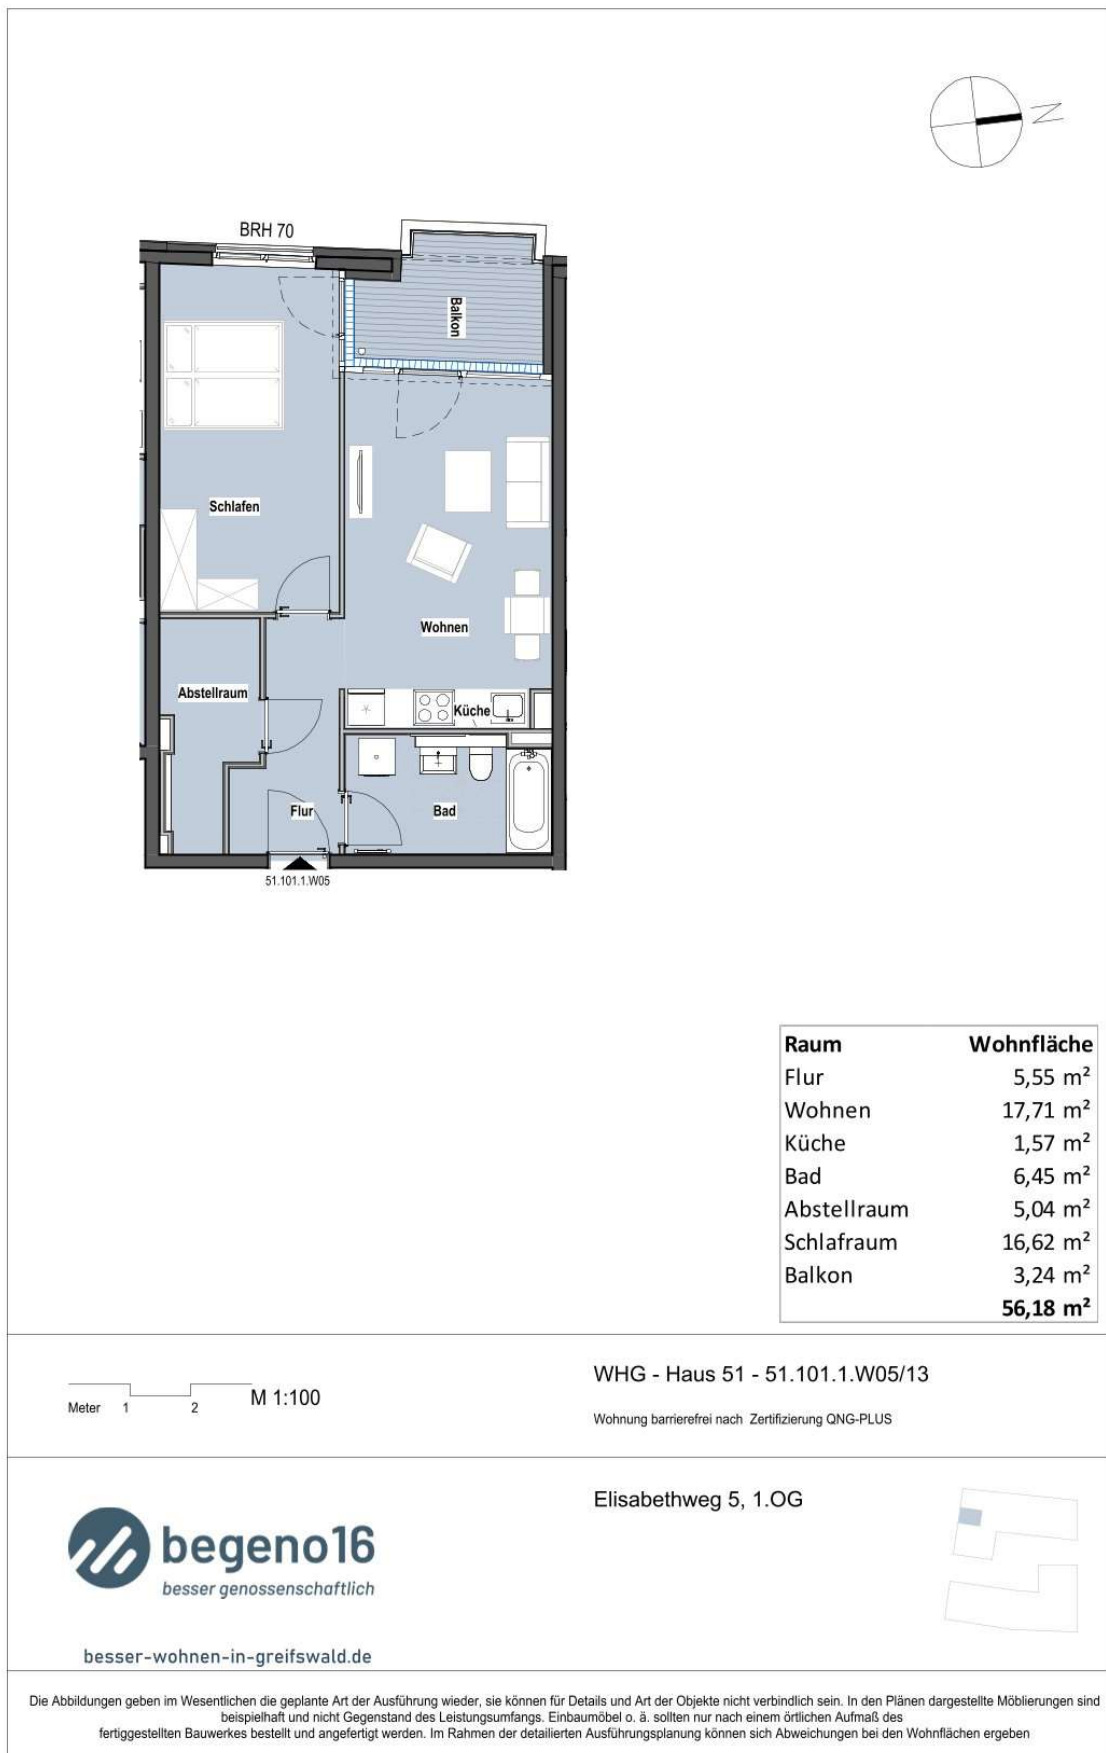 N
BRH 70
Balkon
Schlafen
Wohnen
Abstellraum
Küche
Flur
Bad
51.101.1.W05
Raum Wohnfläche
Flur 5,55 m²
Wohnen 17,71 m²
Küche 1,57 m²
Bad 6,45 m²
Abstellraum 5,04 m²
Schlafraum 16,62 m²
Balkon 3,24 m²
56,18 m²
Meter 1 2 M 1:100
WHG - Haus 51 - 51.101.1.W05/13
Wohnung barrierefrei nach Zertifizierung QNG-PLUS
Elisabethweg 5, 1.OG
begeno16
besser genossenschaftlich
besser-wohnen-in-greifswald.de
Die Abbildungen geben im Wesentlichen die geplante Art der Ausführung wieder, sie können für Details und Art der Objekte nicht verbindlich sein. In den Plänen dargestellte Möblierungen sind
beispielhaft und nicht Gegenstand des Leistungsumfangs. Einbaumöbel o. ä. sollten nur nach einem örtlichen Aufmaß des
fertiggestellten Bauwerkes bestellt und angefertigt werden. Im Rahmen der detailierten Ausführungsplanung können sich Abweichungen bei den Wohnflächen ergeben